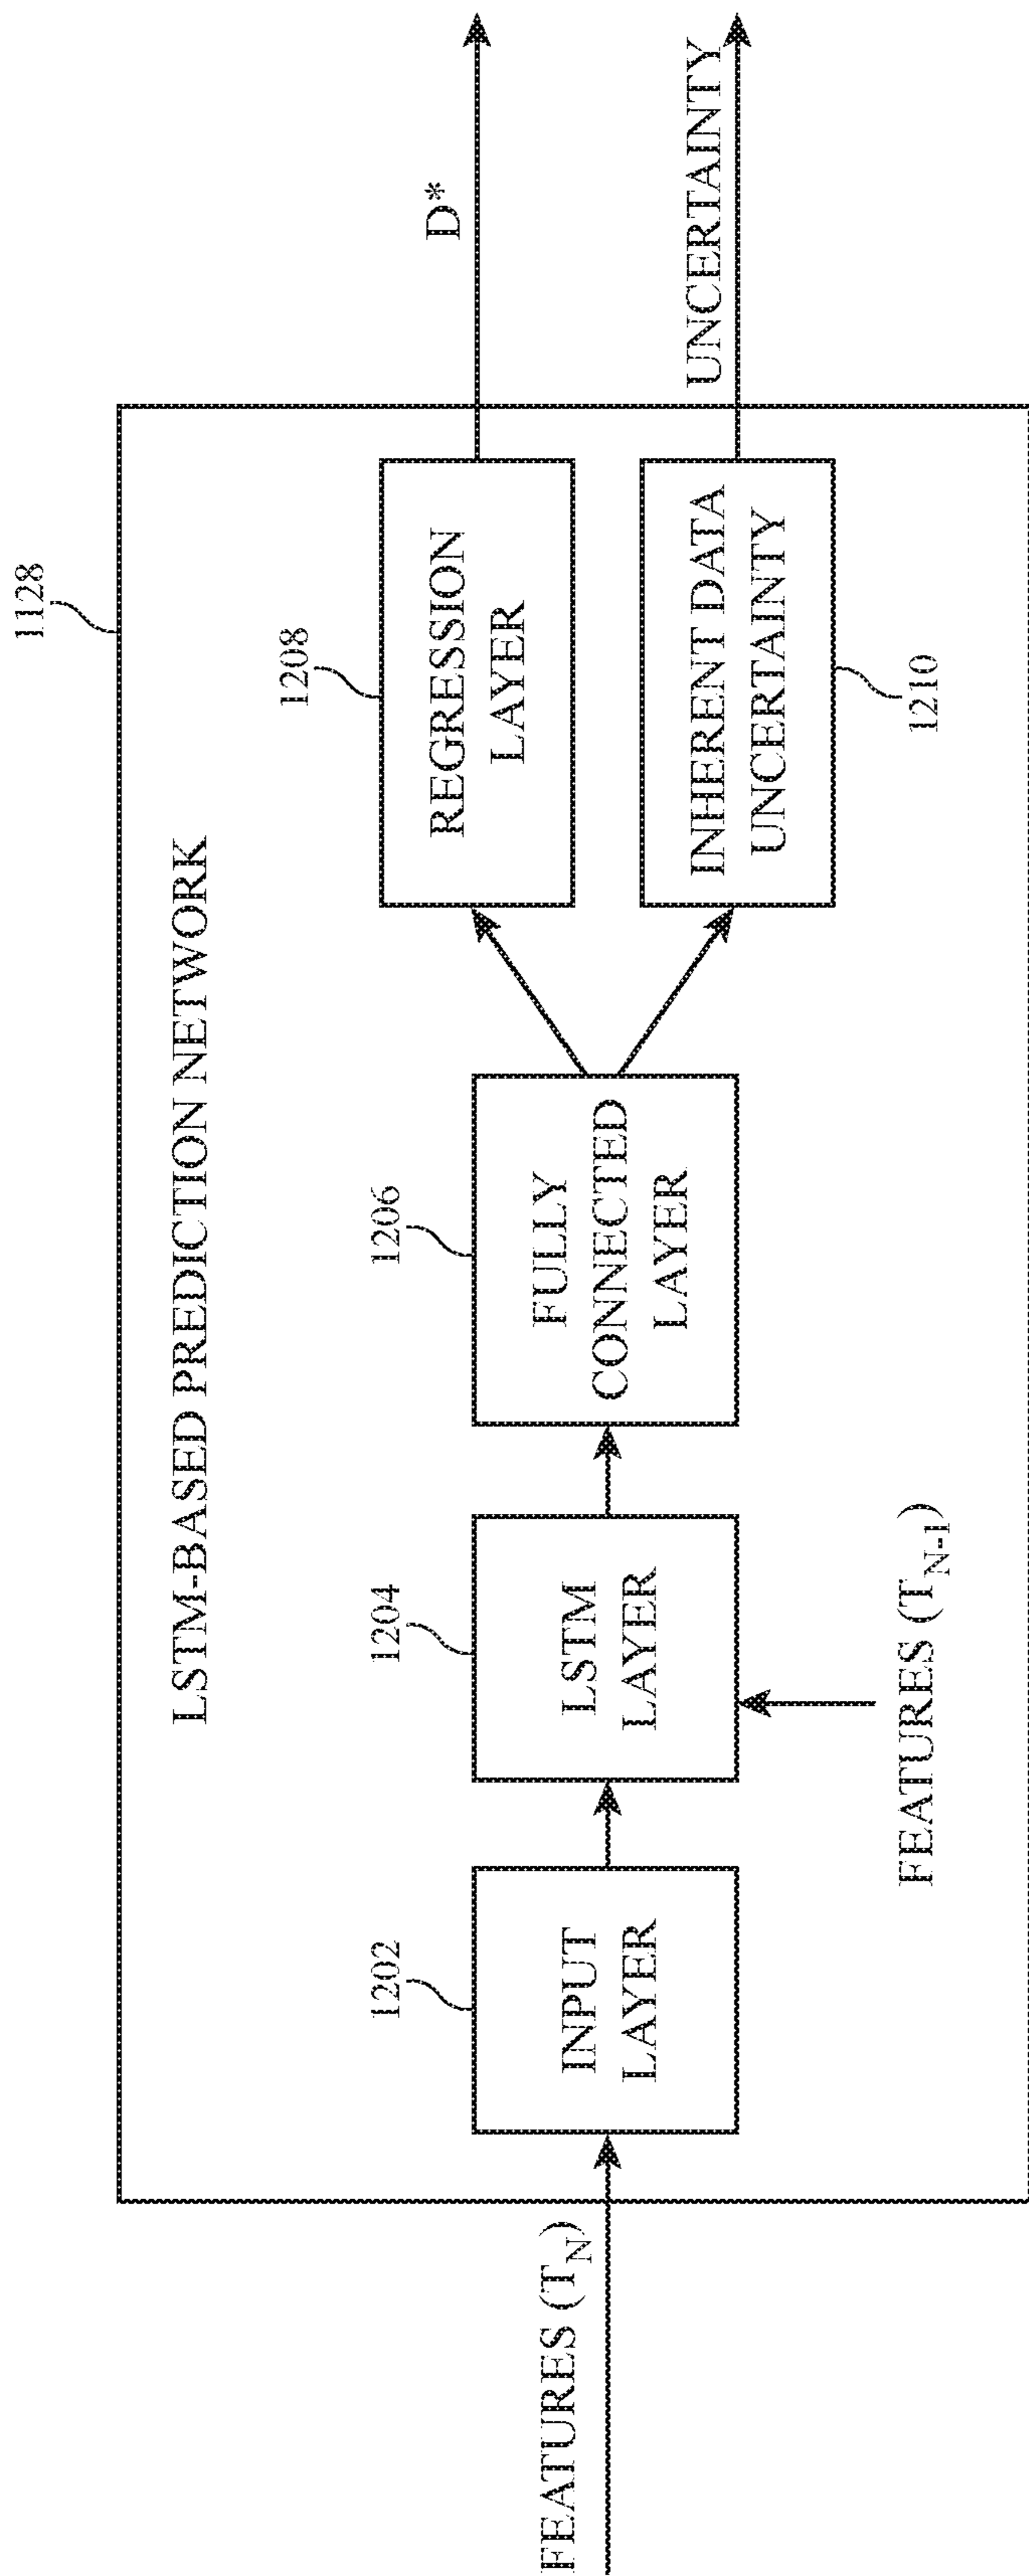 1128
LSTM-BASED PREDICTION NETWORK
FEATURES (T_N)
1202
INPUT
LAYER
1204
LSTM
LAYER
FEATURES (T_N-1)
1206
FULLY
CONNECTED
LAYER
1208
REGRESSION
LAYER
D*
INHERENT DATA
UNCERTAINTY
1210
UNCERTAINTY